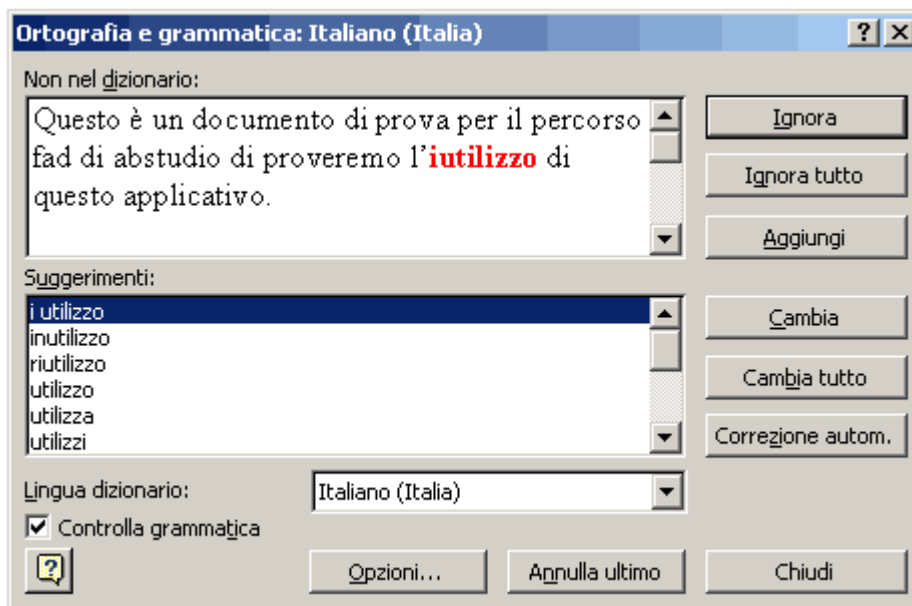 Ortografia e grammatica: Italiano (Italia)
Non nel dizionario:
Questo è un documento di prova per il percorso
fad di abstudio di proveremo l'iutilizzo di
questo applicativo.
Ignora
Ignora tutto
Aggiungi
Suggerimenti:
i utilizzo
inutilizzo
riutilizzo
utilizzo
utilizza
utilizzi
Cambia
Cambia tutto
Correzione autom.
Lingua dizionario:
Italiano (Italia)
Controlla grammatica
Opzioni...
Annulla ultimo
Chiudi